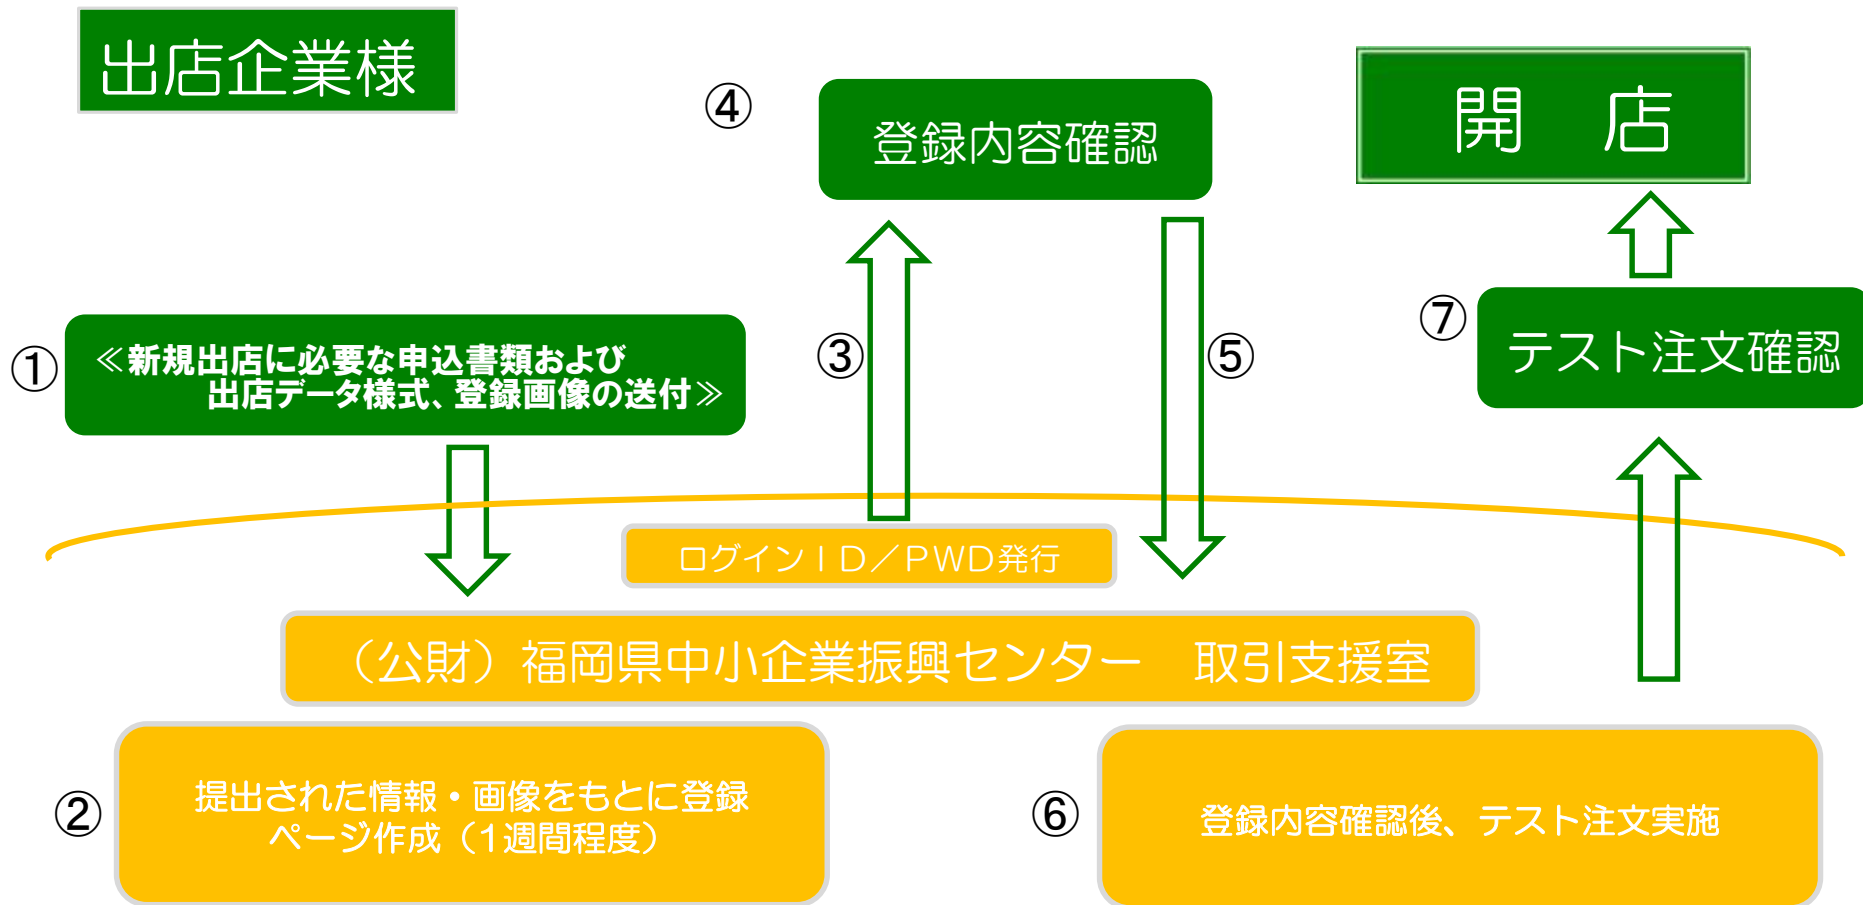 出店企業様
④
登録内容確認
開　店
①
≪新規出店に必要な申込書類および
出店データ様式、登録画像の送付≫
③
⑤
⑦
テスト注文確認
ログインＩＤ／ＰＷＤ発行
（公財）福岡県中小企業振興センター　取引支援室
②
提出された情報・画像をもとに登録
ページ作成（1週間程度）
⑥
登録内容確認後、テスト注文実施